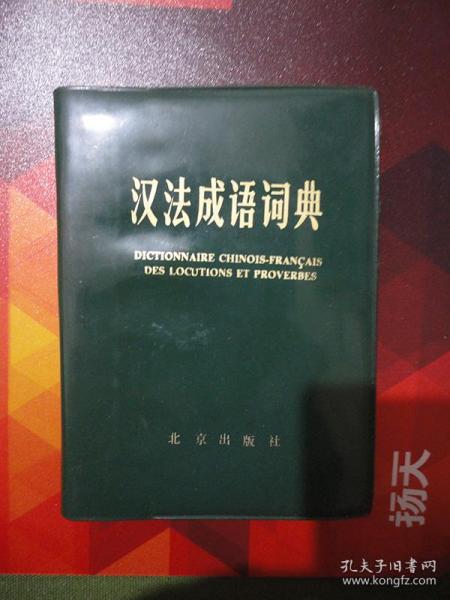 汉法成语词典
DICTIONNAIRE CHINOIS-FRANÇAIS
DES LOCUTIONS ET PROVERBES
北京出版社
扬天
孔夫子旧书网
www.kongfz.com